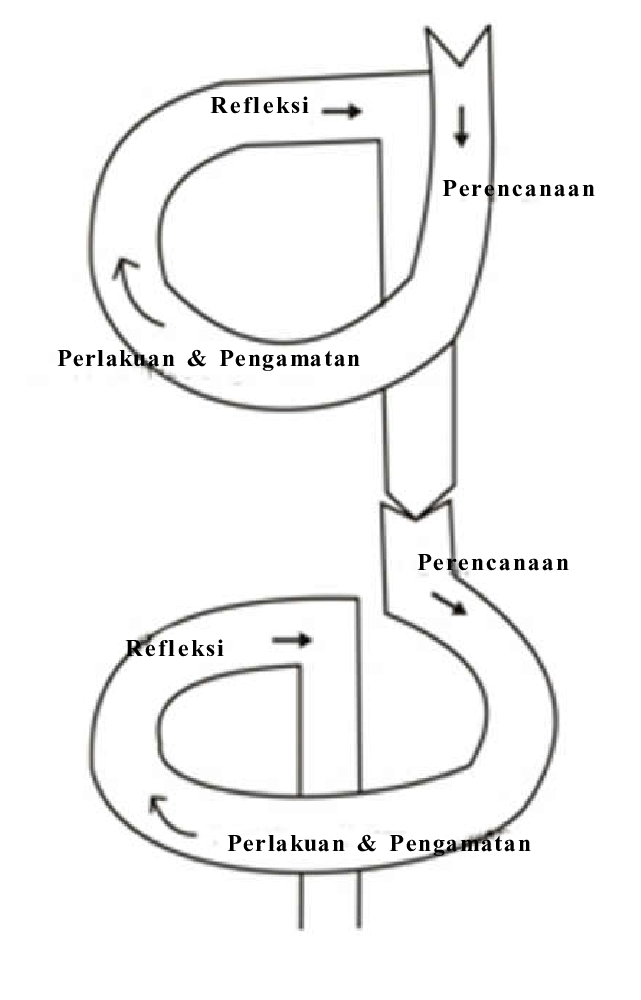 Refleksi
Perencanaan
Perlakuan & Pengamatan
Perencanaan
Refleksi
Perlakuan & Pengamatan